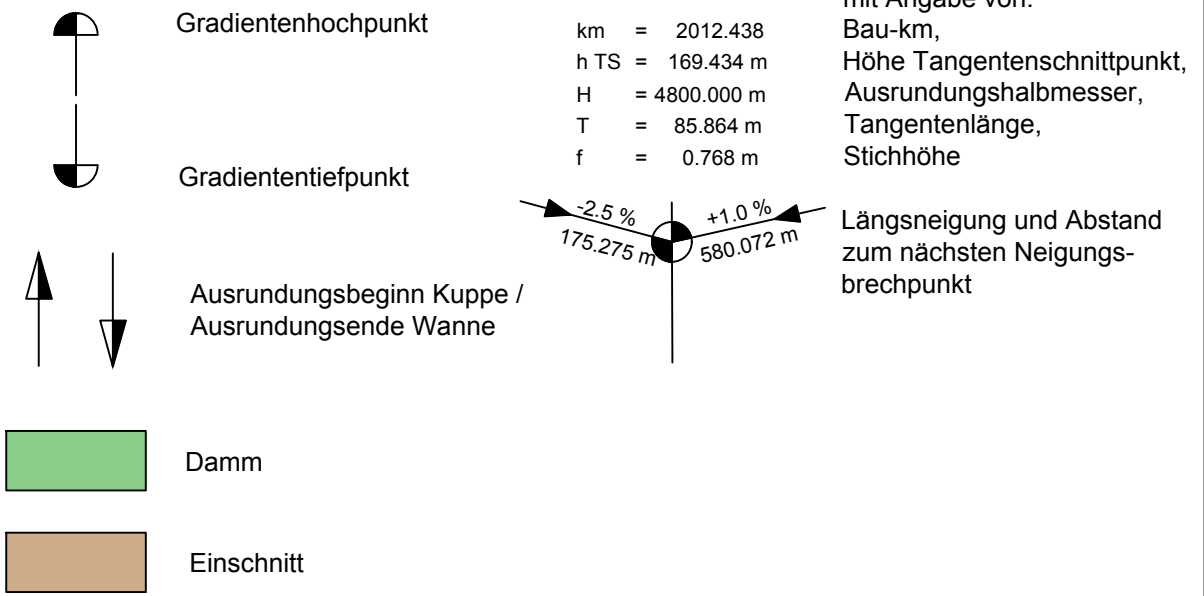 Gradientenhochpunkt
Gradiententiefpunkt
Ausrundungsbeginn Kuppe /
Ausrundungsende Wanne
Damm
Einschnitt
mit Angabe von:
km = 2012.438 Bau-km,
h TS = 169.434 m Höhe Tangentenschnittpunkt,
H = 4800.000 m Ausrundungshalbmesser,
T = 85.864 m Tangentenlänge,
f = 0.768 m Stichhöhe
-2.5 % +1.0 %
175.275 m 580.072 m
Längsneigung und Abstand
zum nächsten Neigungs-
brechpunkt